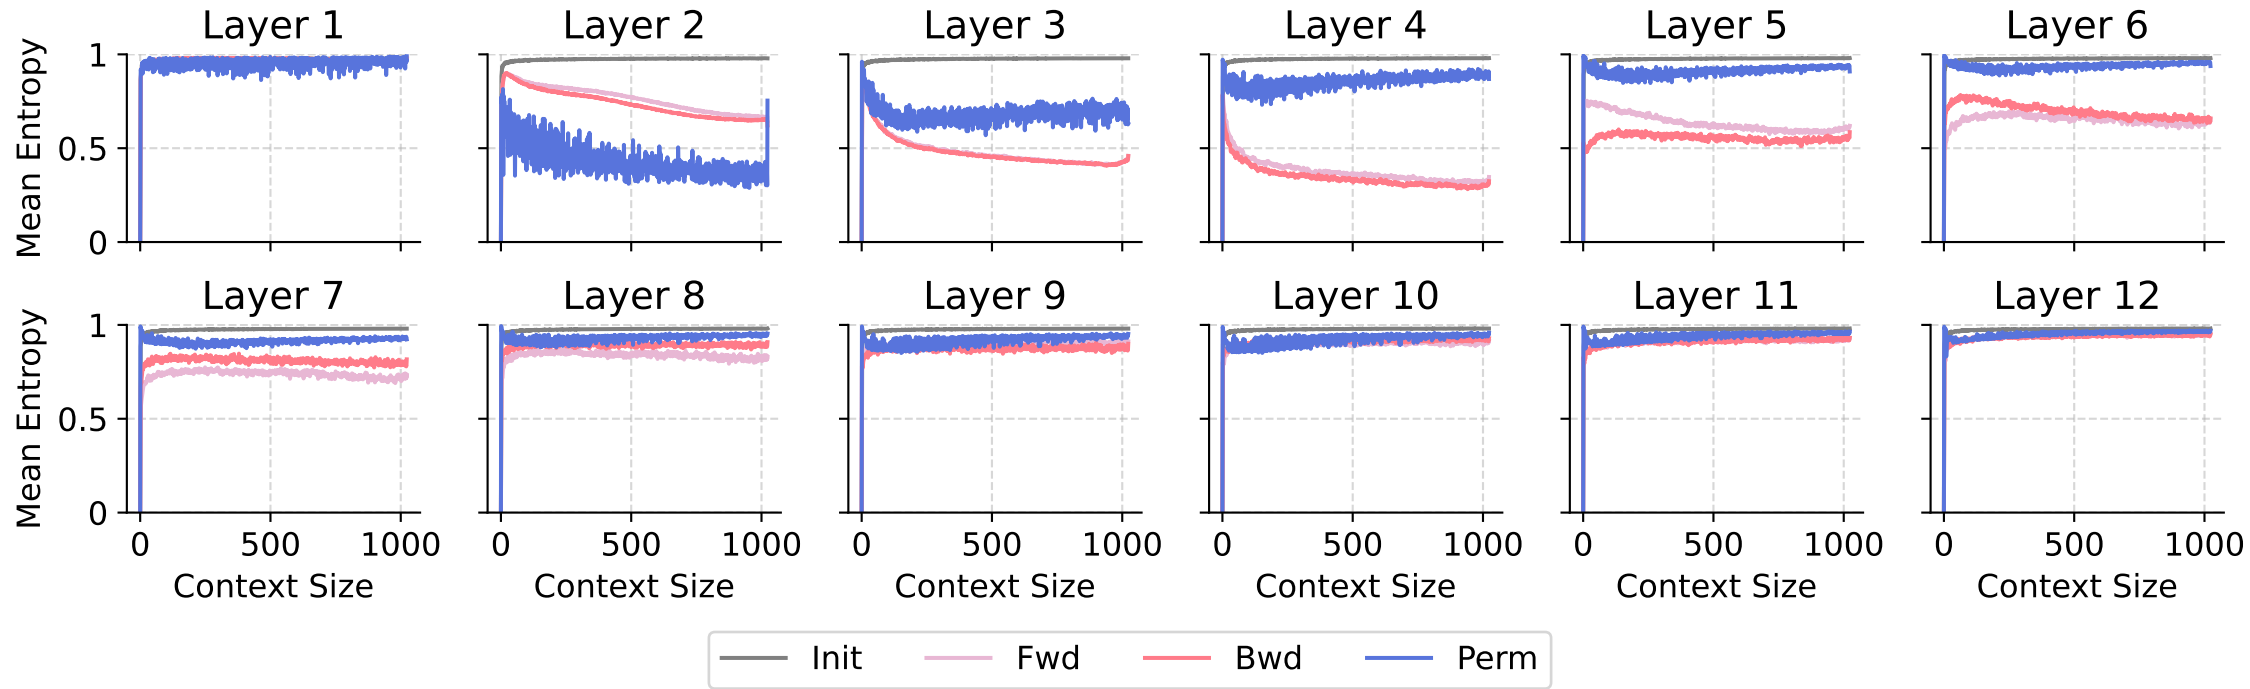 Layer 1 Layer 2 Layer 3 Layer 4 Layer 5 Layer 6
Mean Entropy
1
0.5
0
Layer 7 Layer 8 Layer 9 Layer 10 Layer 11 Layer 12
Mean Entropy
1
0.5
0
0 500 1000 0 500 1000 0 500 1000 0 500 1000 0 500 1000 0 500 1000
Context Size Context Size Context Size Context Size Context Size Context Size
Init Fwd Bwd Perm